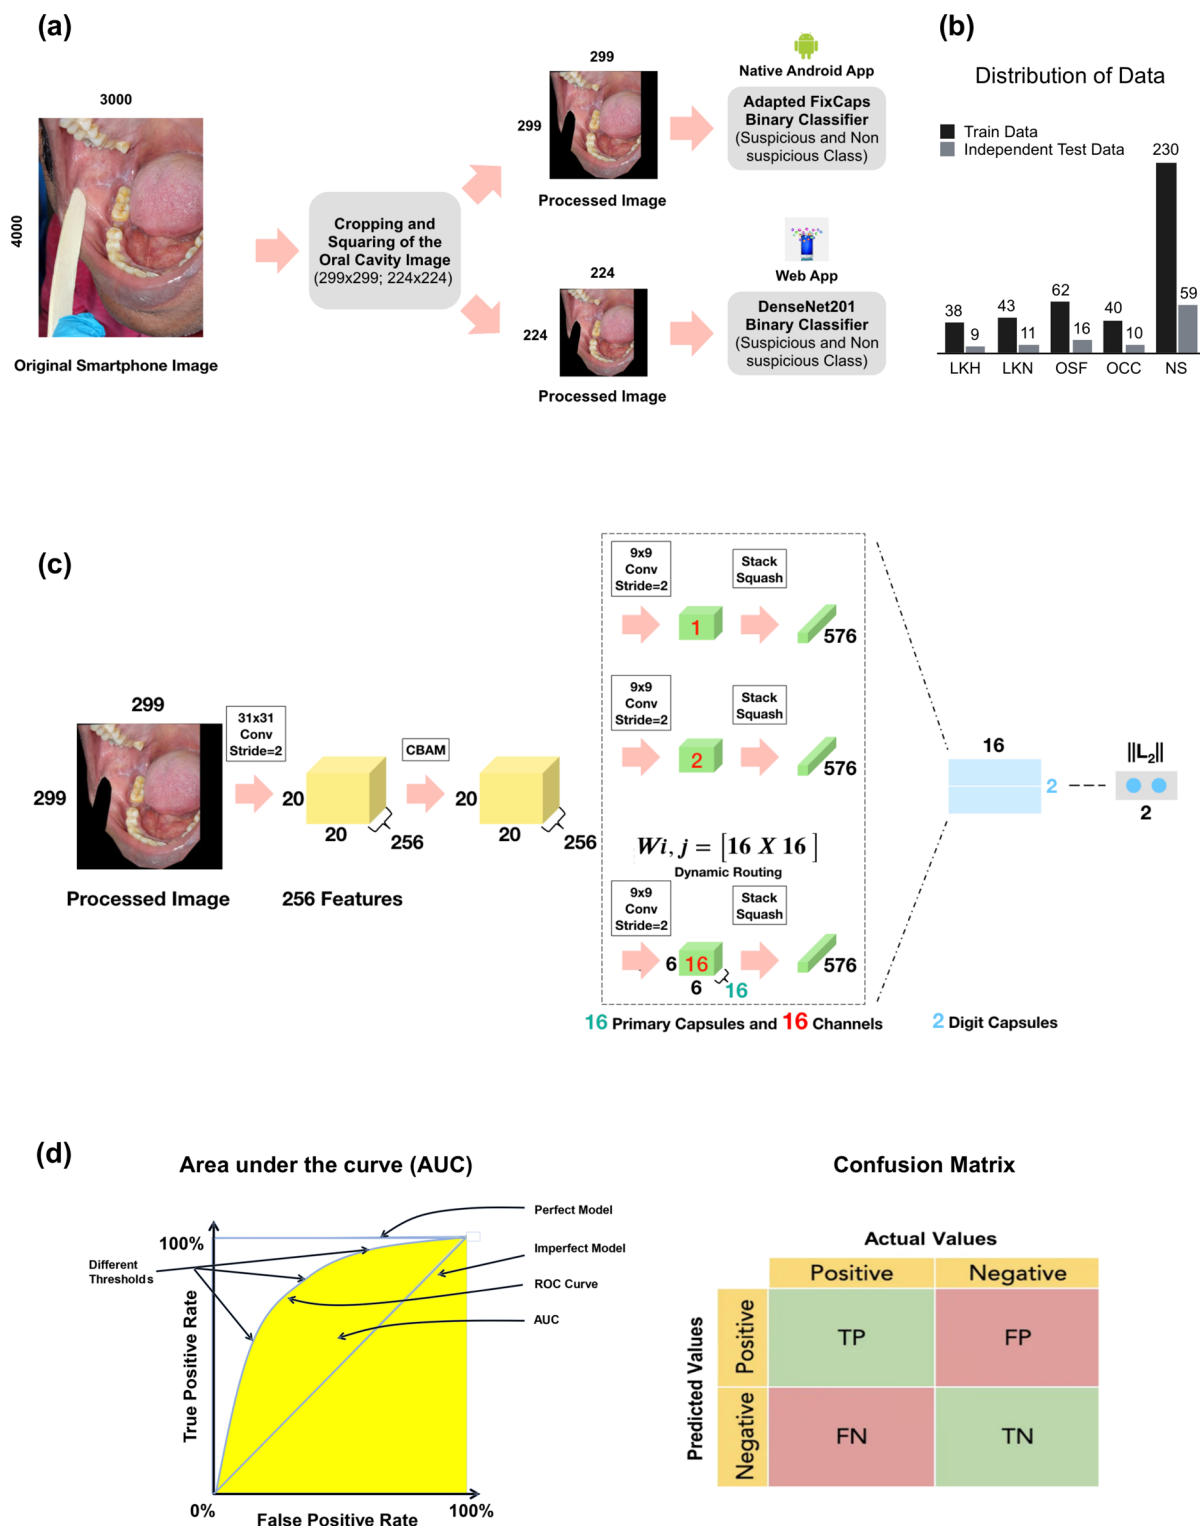 (a)
3000
4000
Original Smartphone Image
Cropping and
Squaring of the
Oral Cavity Image
(299x299; 224x224)
299
299
Processed Image
224
224
Processed Image
Native Android App
Adapted FixCaps
Binary Classifier
(Suspicious and Non
suspicious Class)
Web App
DenseNet201
Binary Classifier
(Suspicious and Non
suspicious Class)
(b)
Distribution of Data
Train Data
Independent Test Data
38
9
43
11
62
16
40
10
230
59
LKH
LKN
OSF
OCC
NS
(c)
299
299
Processed Image
31x31
Conv
Stride=2
20
20
256
256 Features
CBAM
20
20
256
9x9
Conv
Stride=2
1
Stack
Squash
576
9x9
Conv
Stride=2
2
Stack
Squash
576
Wi, j = [16 X 16]
Dynamic Routing
9x9
Conv
Stride=2
6
16
6
16
Stack
Squash
576
16 Primary Capsules and 16 Channels
16
2
2 Digit Capsules
||L₂||
2
(d)
Area under the curve (AUC)
100%
True Positive Rate
Different
Thresholds
Perfect Model
Imperfect Model
ROC Curve
AUC
0%
100%
False Positive Rate
Confusion Matrix
Actual Values
Positive
Negative
Predicted Values
Positive
TP
FP
Negative
FN
TN